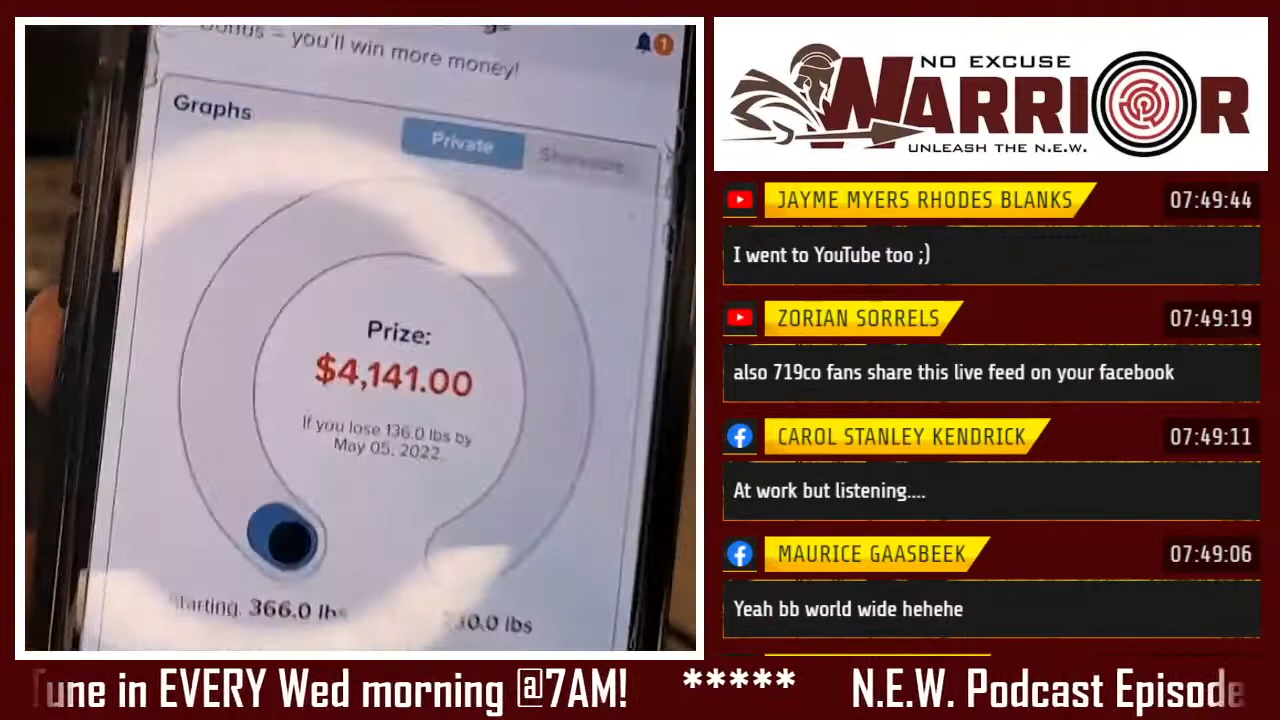 Bonus – you'll win more money!
1
Graphs
Private
Prize:
$4,141.00
If you lose 136.0 lbs by
May 05, 2022.
Starting: 366.0 lbs
lbs
NO EXCUSE
WARRIOR
UNLEASH THE N.E.W.
JAYME MYERS RHODES BLANKS 07:49:44
I went to YouTube too ;)
ZORIAN SORRELS 07:49:19
also 719co fans share this live feed on your facebook
CAROL STANLEY KENDRICK 07:49:11
At work but listening....
MAURICE GAASBEEK 07:49:06
Yeah bb world wide hehehe
Tune in EVERY Wed morning @7AM! ***** N.E.W. Podcast Episode